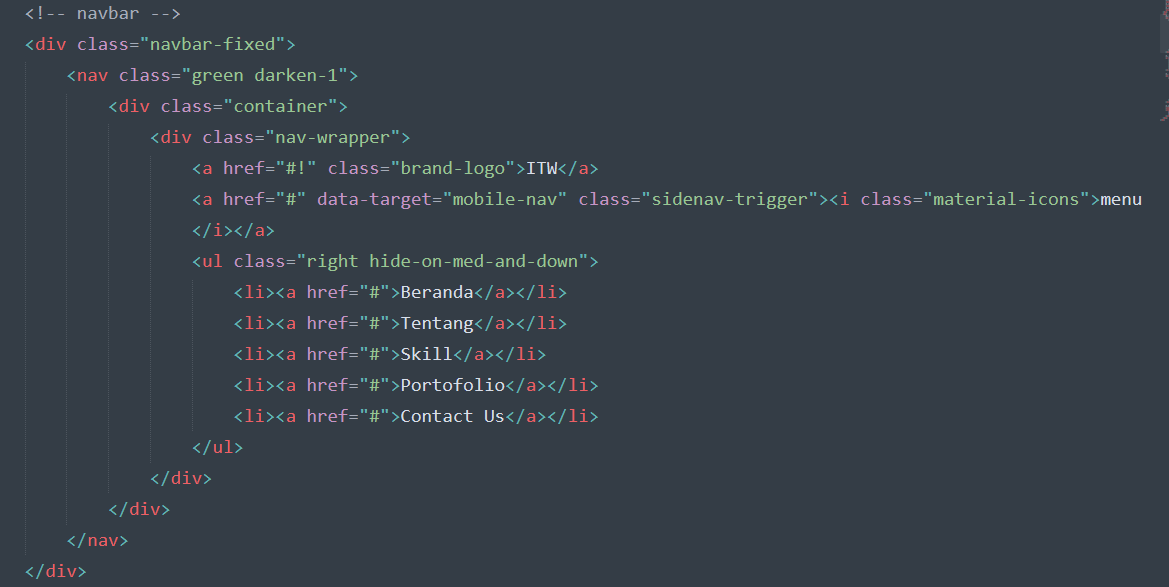 <!-- navbar -->
<div class="navbar-fixed">
    <nav class="green darken-1">
        <div class="container">
            <div class="nav-wrapper">
                <a href="#!" class="brand-logo">ITW</a>
                <a href="#" data-target="mobile-nav" class="sidenav-trigger"><i class="material-icons">menu
                </i></a>
                <ul class="right hide-on-med-and-down">
                    <li><a href="#">Beranda</a></li>
                    <li><a href="#">Tentang</a></li>
                    <li><a href="#">Skill</a></li>
                    <li><a href="#">Portofolio</a></li>
                    <li><a href="#">Contact Us</a></li>
                </ul>
            </div>
        </div>
    </nav>
</div>